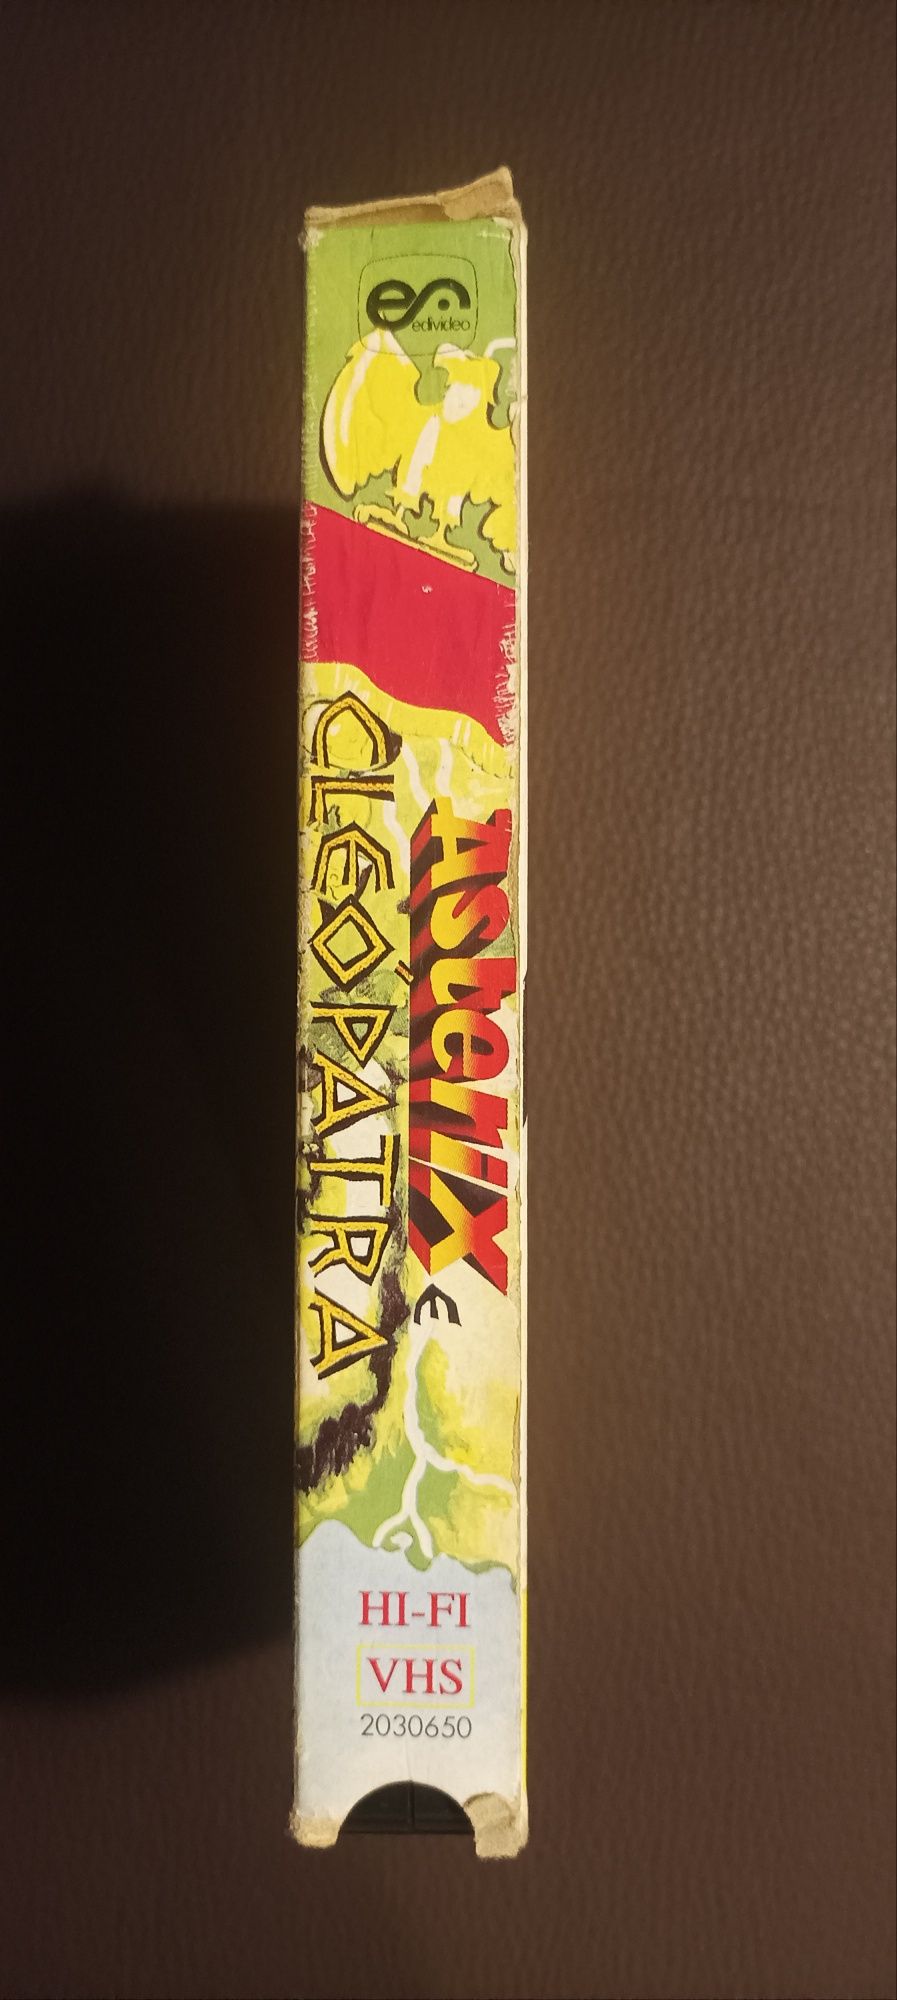 edivideo
Asterix e
CLEÓPATRA
HI-FI
VHS
2030650